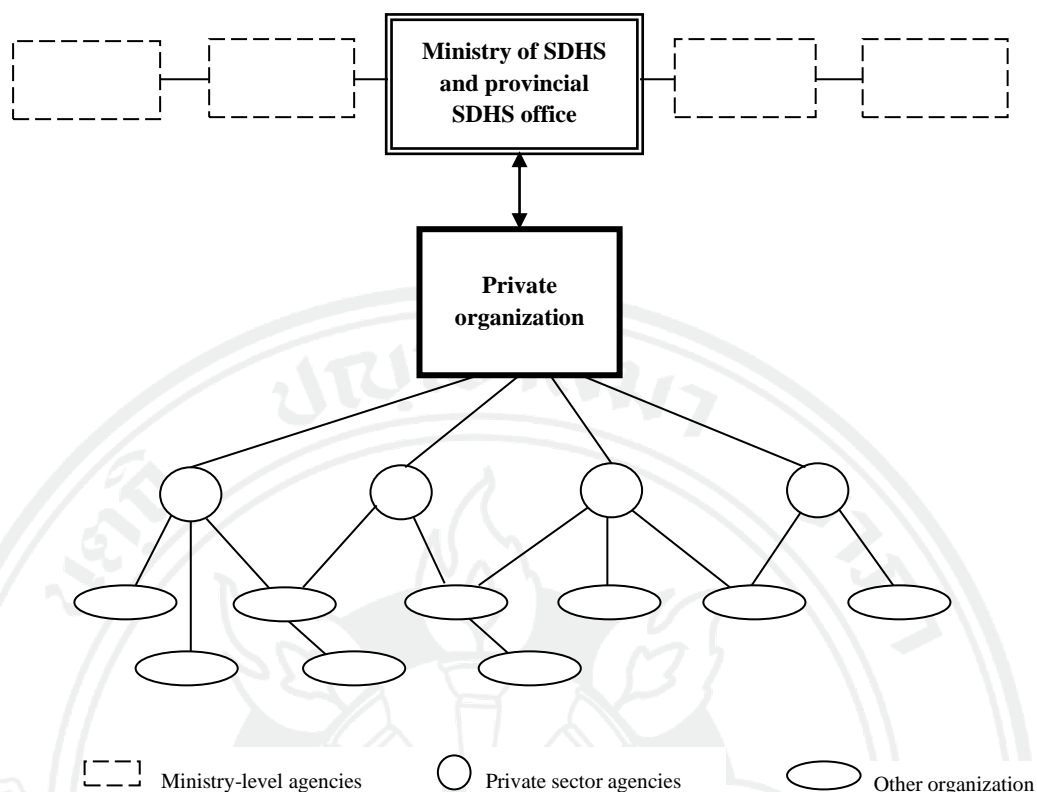 Ministry of SDHS
and provincial
SDHS office
Private
organization
Ministry-level agencies
Private sector agencies
Other organization